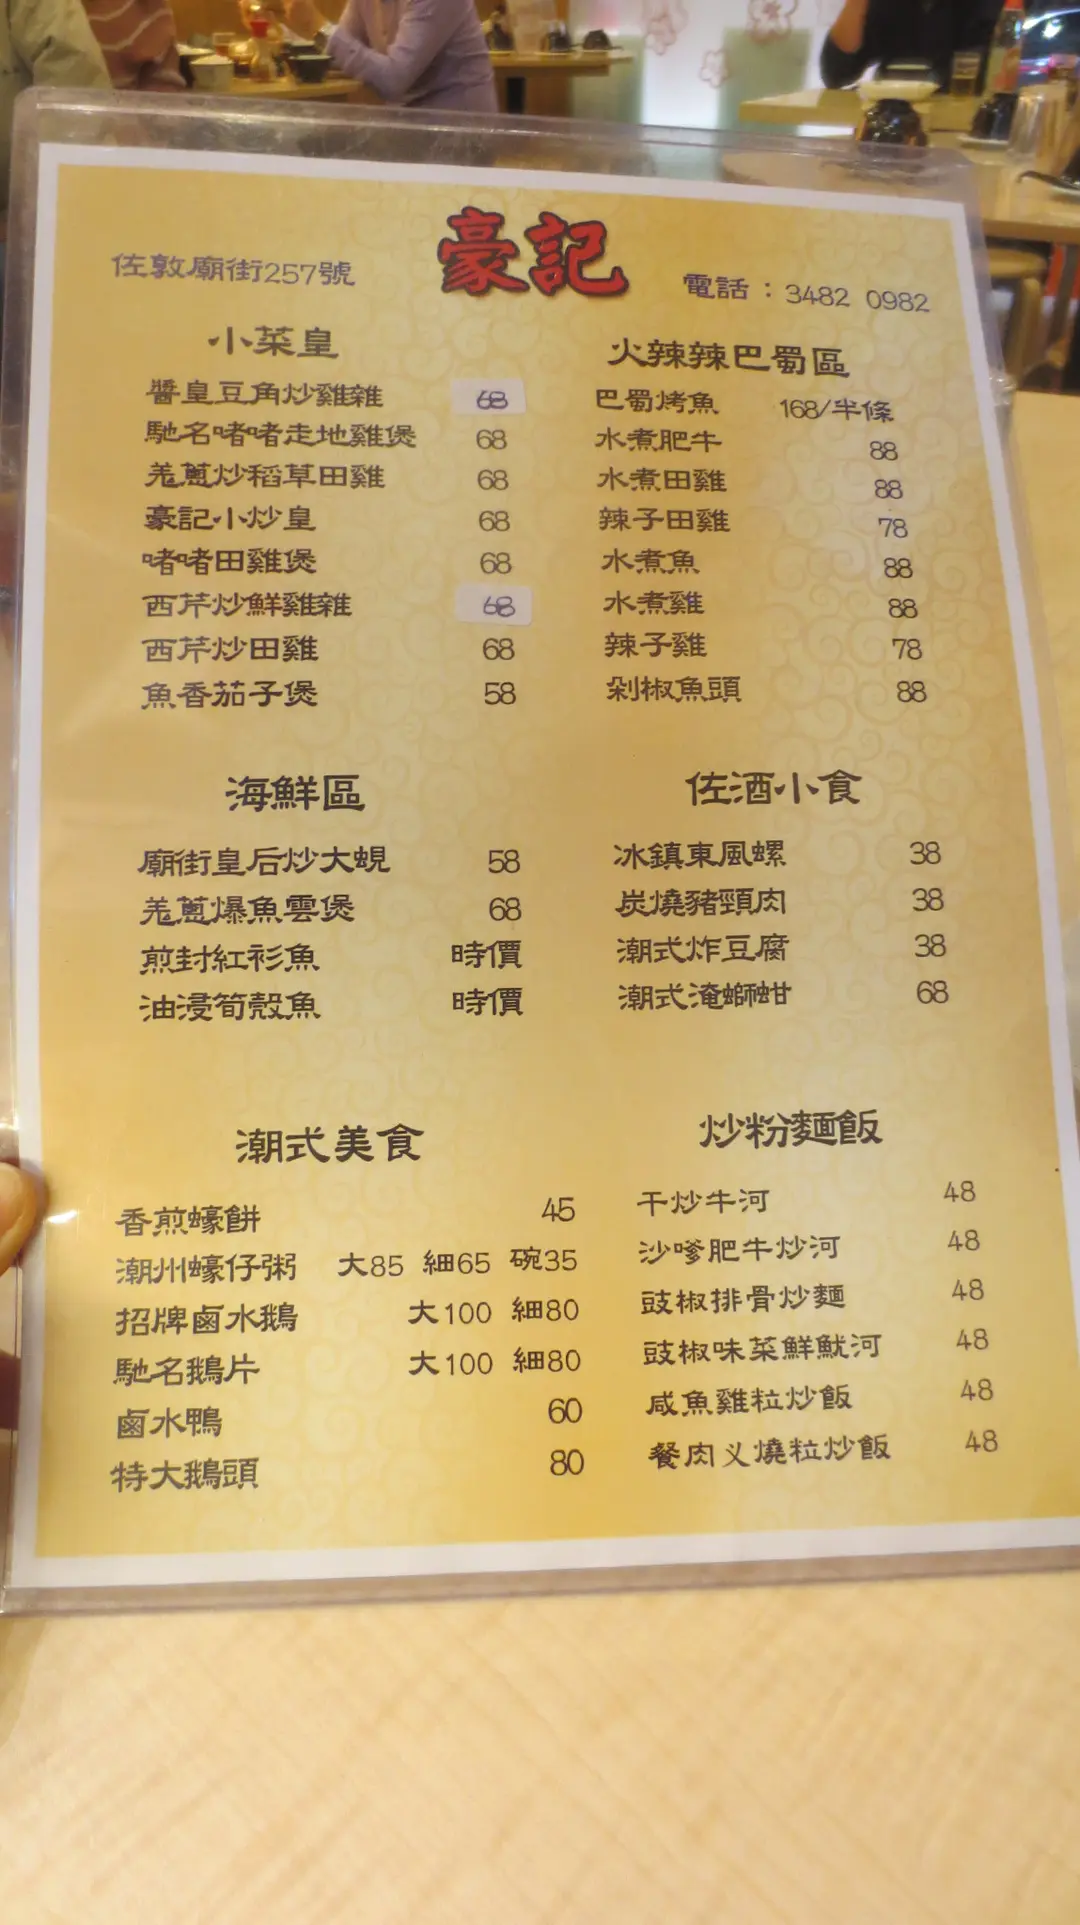 豪記
佐敦廟街257號
電話：3482 0982
小菜皇
醬皇豆角炒雞雜 68
馳名啫啫走地雞煲 68
羗蔥炒稻草田雞 68
豪記小炒皇 68
啫啫田雞煲 68
西芹炒鮮雞雜 68
西芹炒田雞 68
魚香茄子煲 58
火辣辣巴蜀區
巴蜀烤魚 168/半條
水煮肥牛 88
水煮田雞 88
辣子田雞 78
水煮魚 88
水煮雞 88
辣子雞 78
剁椒魚頭 88
海鮮區
廟街皇后炒大蜆 58
羗蔥爆魚雲煲 68
煎封紅衫魚 時價
油浸筍殼魚 時價
佐酒小食
冰鎮東風螺 38
炭燒豬頸肉 38
潮式炸豆腐 38
潮式淹螄蚶 68
潮式美食
香煎蠔餅 45
潮州蠔仔粥 大85 細65 碗35
招牌鹵水鵝 大100 細80
馳名鵝片 大100 細80
鹵水鴨 60
特大鵝頭 80
炒粉麵飯
干炒牛河 48
沙嗲肥牛炒河 48
豉椒排骨炒麵 48
豉椒味菜鮮魷河 48
咸魚雞粒炒飯 48
餐肉义燒粒炒飯 48